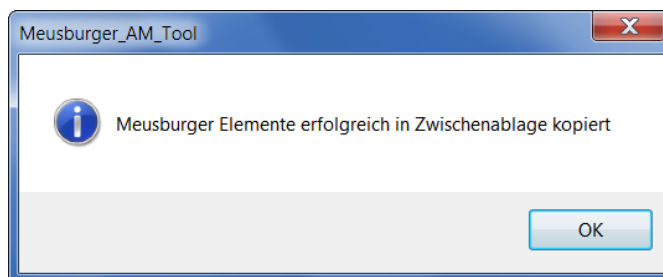 Meusburger_AM_Tool
Meusburger Elemente erfolgreich in Zwischenablage kopiert
OK